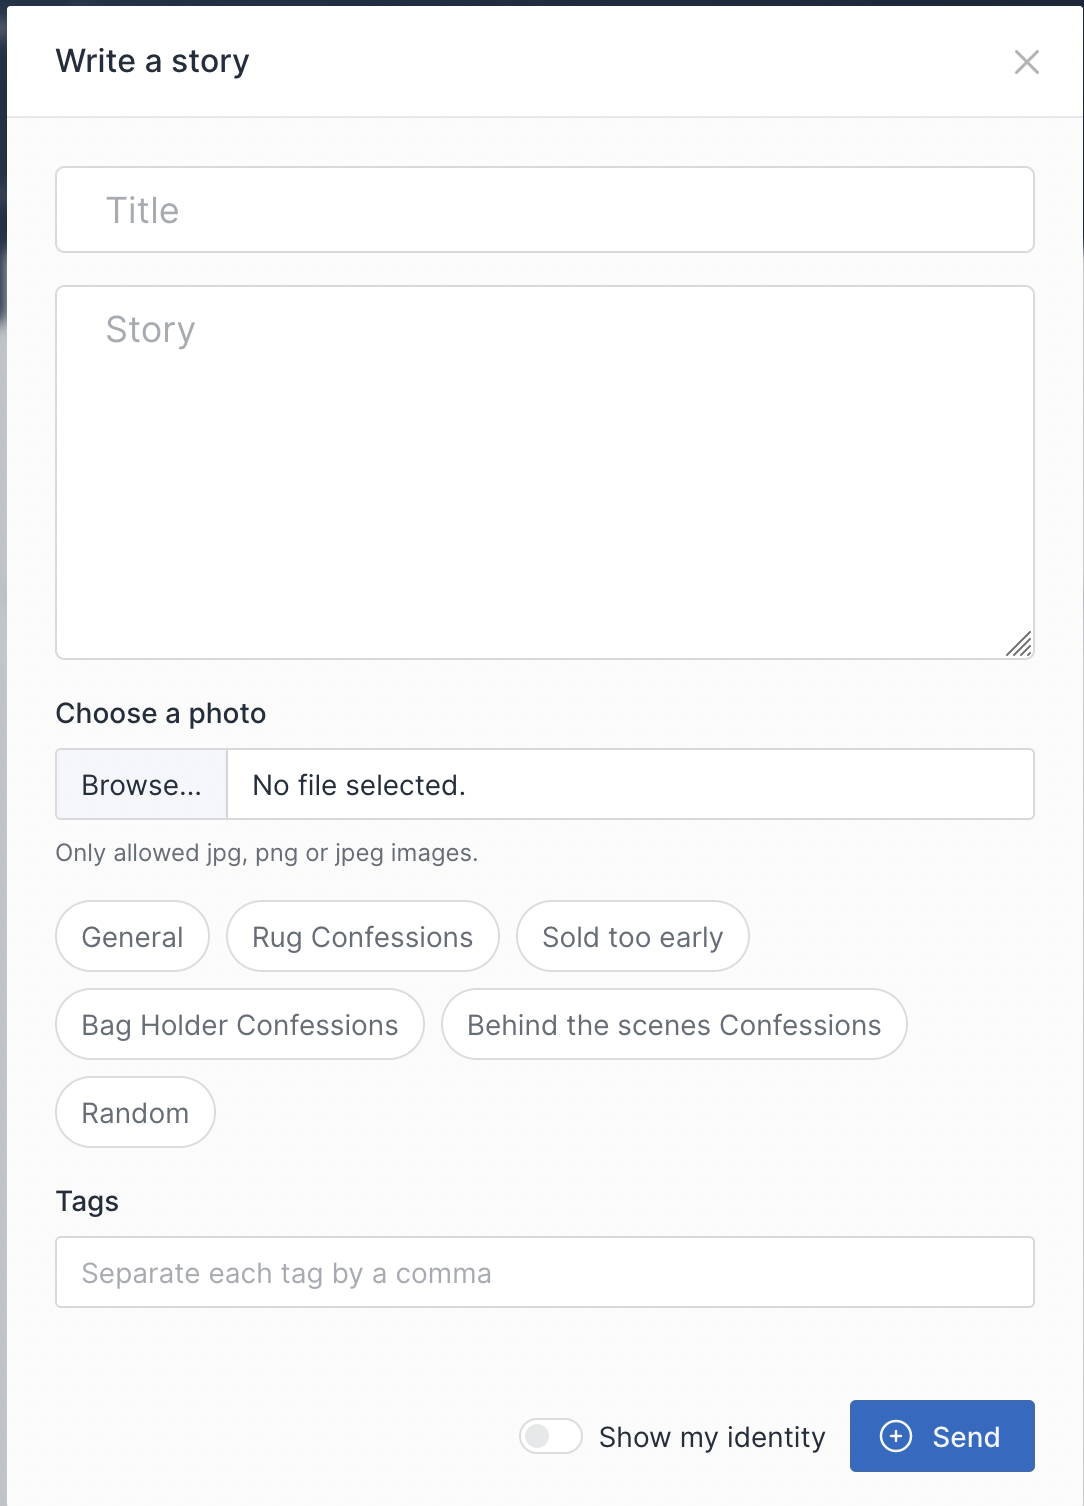 Write a story
Title
Story
Choose a photo
Browse... No file selected.
Only allowed jpg, png or jpeg images.
General Rug Confessions Sold too early
Bag Holder Confessions Behind the scenes Confessions
Random
Tags
Separate each tag by a comma
Show my identity Send